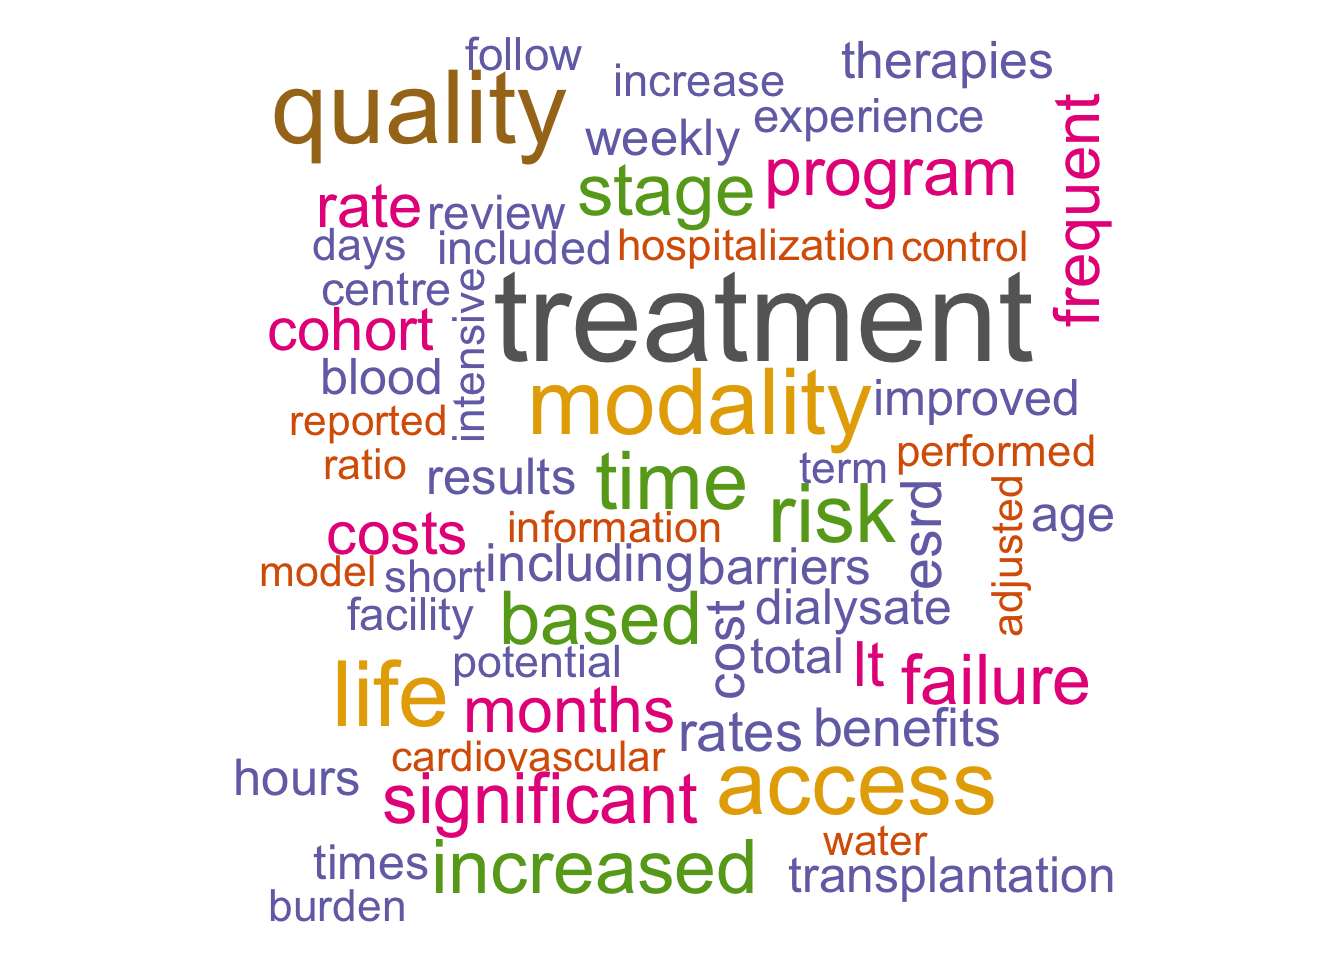 follow
increase
therapies
quality
experience
weekly
frequent
program
stage
rate
review
days
included
hospitalization
control
centre
intensive
treatment
cohort
blood
modality
improved
reported
ratio
results
time
term
performed
risk
esrd
adjusted
age
costs
information
model
short
including
barriers
facility
based
cost
dialysate
potential
total
lt
failure
life
months
rates
benefits
cardiovascular
hours
significant
access
water
times
increased
transplantation
burden